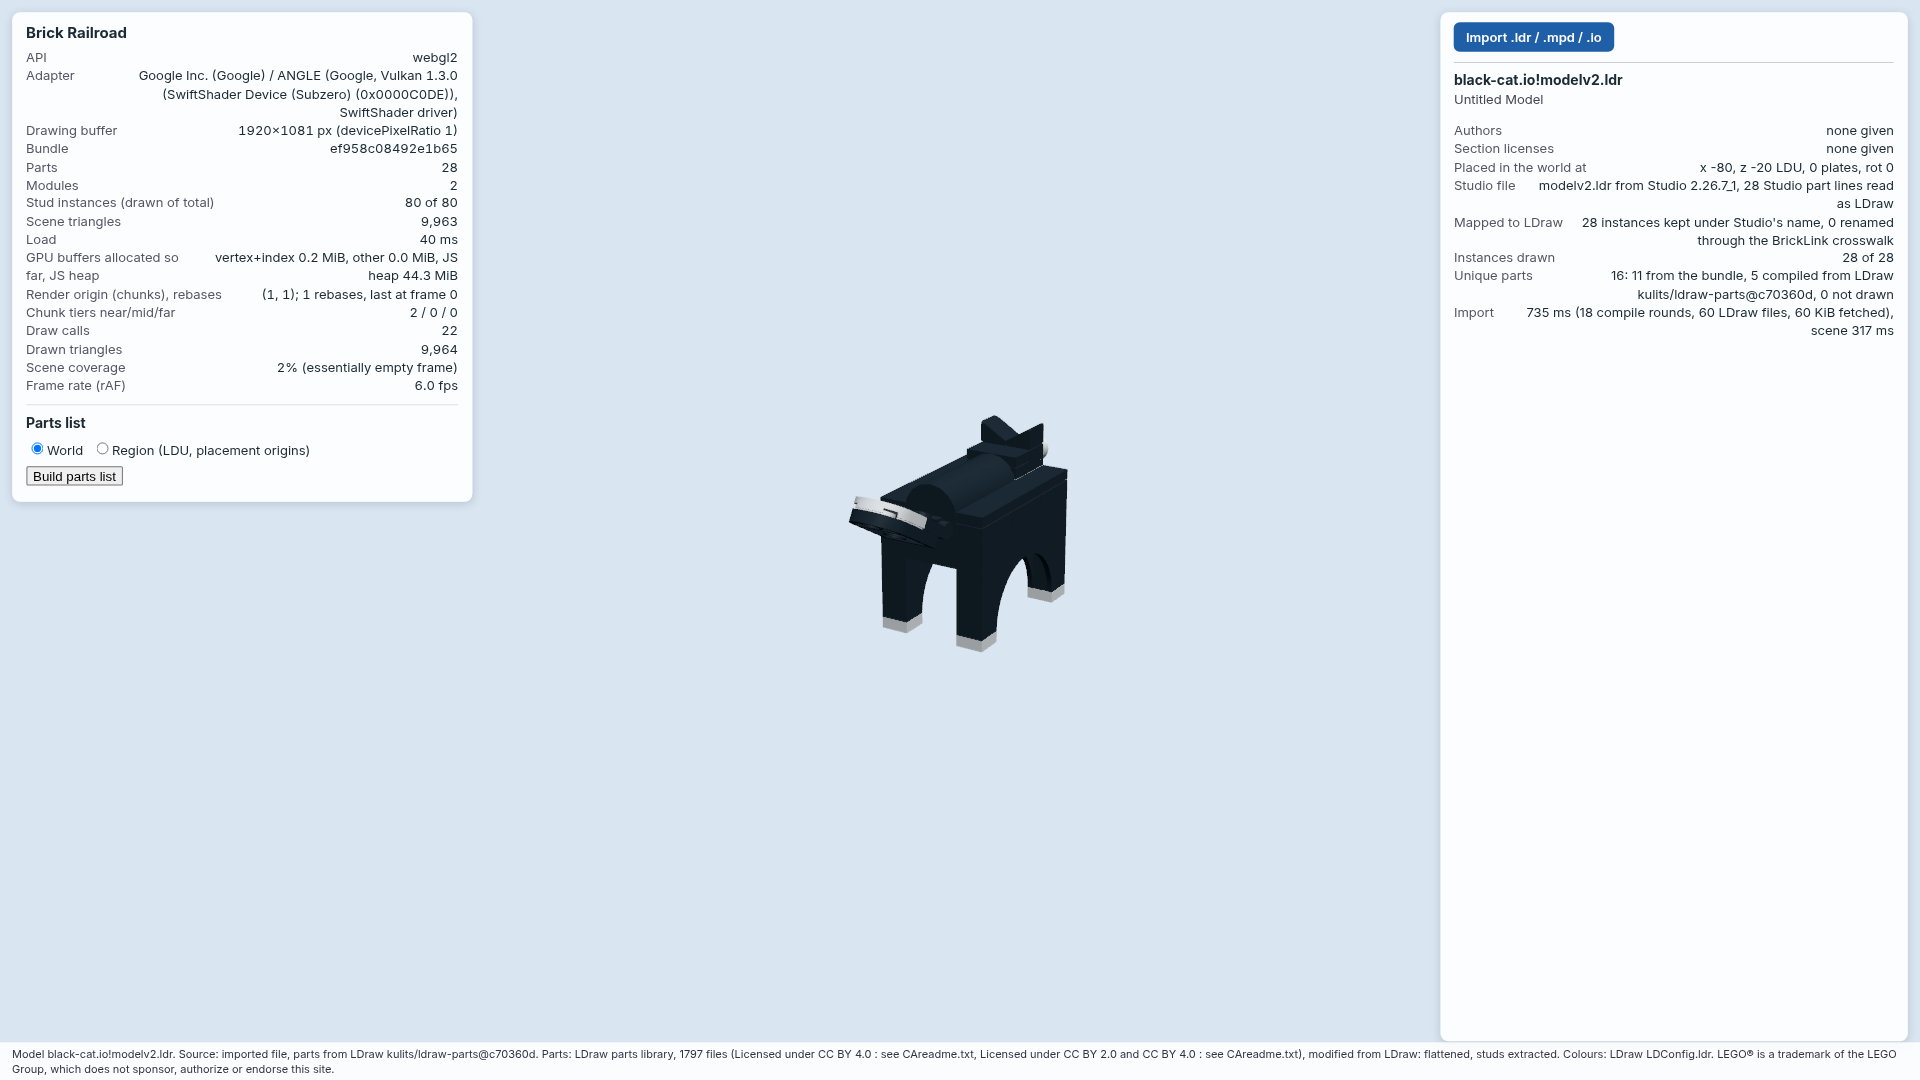 Brick Railroad
API webgl2
Adapter Google Inc. (Google) / ANGLE (Google, Vulkan 1.3.0
(SwiftShader Device (Subzero) (0x0000C0DE)),
SwiftShader driver)
Drawing buffer 1920×1081 px (devicePixelRatio 1)
Bundle ef958c08492e1b65
Parts 28
Modules 2
Stud instances (drawn of total) 80 of 80
Scene triangles 9,963
Load 40 ms
GPU buffers allocated so vertex+index 0.2 MiB, other 0.0 MiB, JS
far, JS heap heap 44.3 MiB
Render origin (chunks), rebases (1, 1); 1 rebases, last at frame 0
Chunk tiers near/mid/far 2 / 0 / 0
Draw calls 22
Drawn triangles 9,964
Scene coverage 2% (essentially empty frame)
Frame rate (rAF) 6.0 fps
Parts list
World Region (LDU, placement origins)
Build parts list
Import .ldr / .mpd / .io
black-cat.io!modelv2.ldr
Untitled Model
Authors none given
Section licenses none given
Placed in the world at x -80, z -20 LDU, 0 plates, rot 0
Studio file modelv2.ldr from Studio 2.26.7_1, 28 Studio part lines read
as LDraw
Mapped to LDraw 28 instances kept under Studio's name, 0 renamed
through the BrickLink crosswalk
Instances drawn 28 of 28
Unique parts 16: 11 from the bundle, 5 compiled from LDraw
kulits/ldraw-parts@c70360d, 0 not drawn
Import 735 ms (18 compile rounds, 60 LDraw files, 60 KiB fetched),
scene 317 ms
Model black-cat.io!modelv2.ldr. Source: imported file, parts from LDraw kulits/ldraw-parts@c70360d. Parts: LDraw parts library, 1797 files (Licensed under CC BY 4.0 : see CAreadme.txt, Licensed under CC BY 2.0 and CC BY 4.0 : see CAreadme.txt), modified from LDraw: flattened, studs extracted. Colours: LDraw LDConfig.ldr. LEGO® is a trademark of the LEGO
Group, which does not sponsor, authorize or endorse this site.